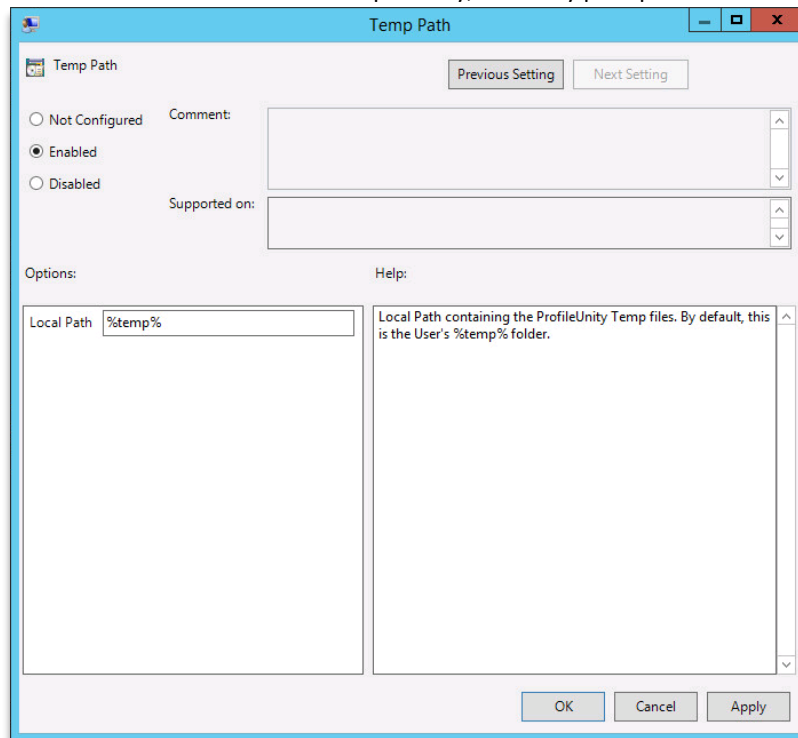 Temp Path
Temp Path
Previous Setting
Next Setting
Not Configured
Comment:
Enabled
Disabled
Supported on:
Options:
Help:
Local Path
%temp%
Local Path containing the ProfileUnity Temp files. By default, this
is the User's %temp% folder.
OK
Cancel
Apply